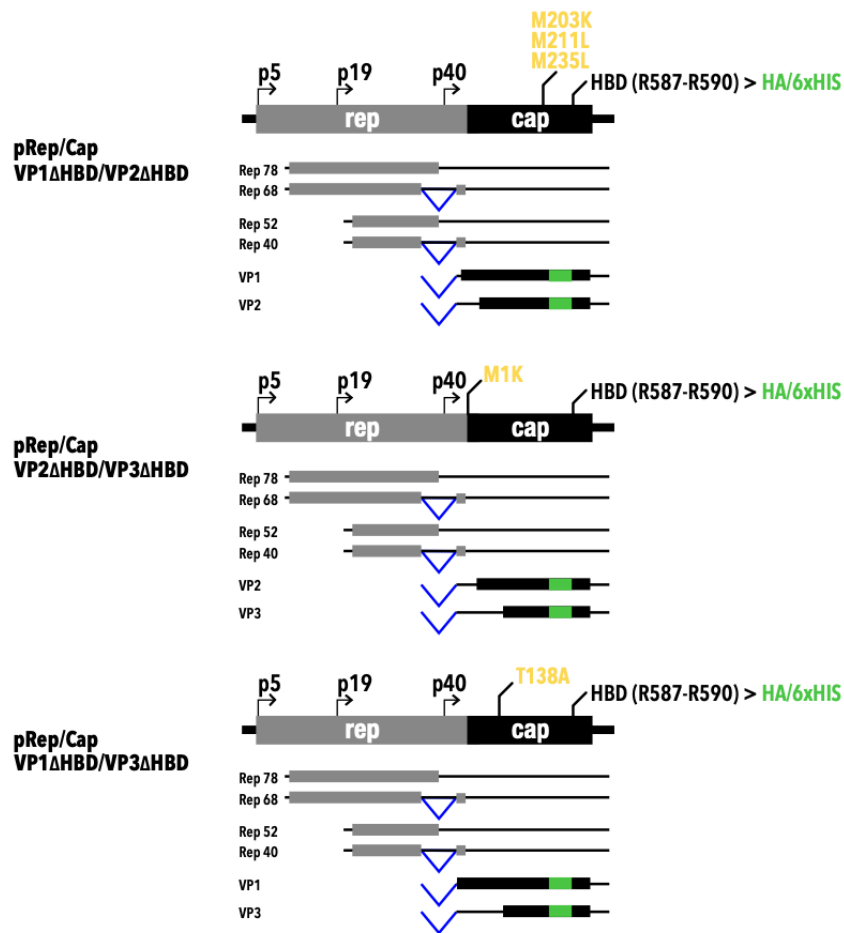 M203K
M211L
M235L
p5 p19 p40
HBD (R587-R590) > HA/6xHIS
rep cap
pRep/Cap
VP1ΔHBD/VP2ΔHBD
Rep 78
Rep 68
Rep 52
Rep 40
VP1
VP2
p5 p19 p40 M1K
HBD (R587-R590) > HA/6xHIS
rep cap
pRep/Cap
VP2ΔHBD/VP3ΔHBD
Rep 78
Rep 68
Rep 52
Rep 40
VP2
VP3
T138A
p5 p19 p40
HBD (R587-R590) > HA/6xHIS
rep cap
pRep/Cap
VP1ΔHBD/VP3ΔHBD
Rep 78
Rep 68
Rep 52
Rep 40
VP1
VP3